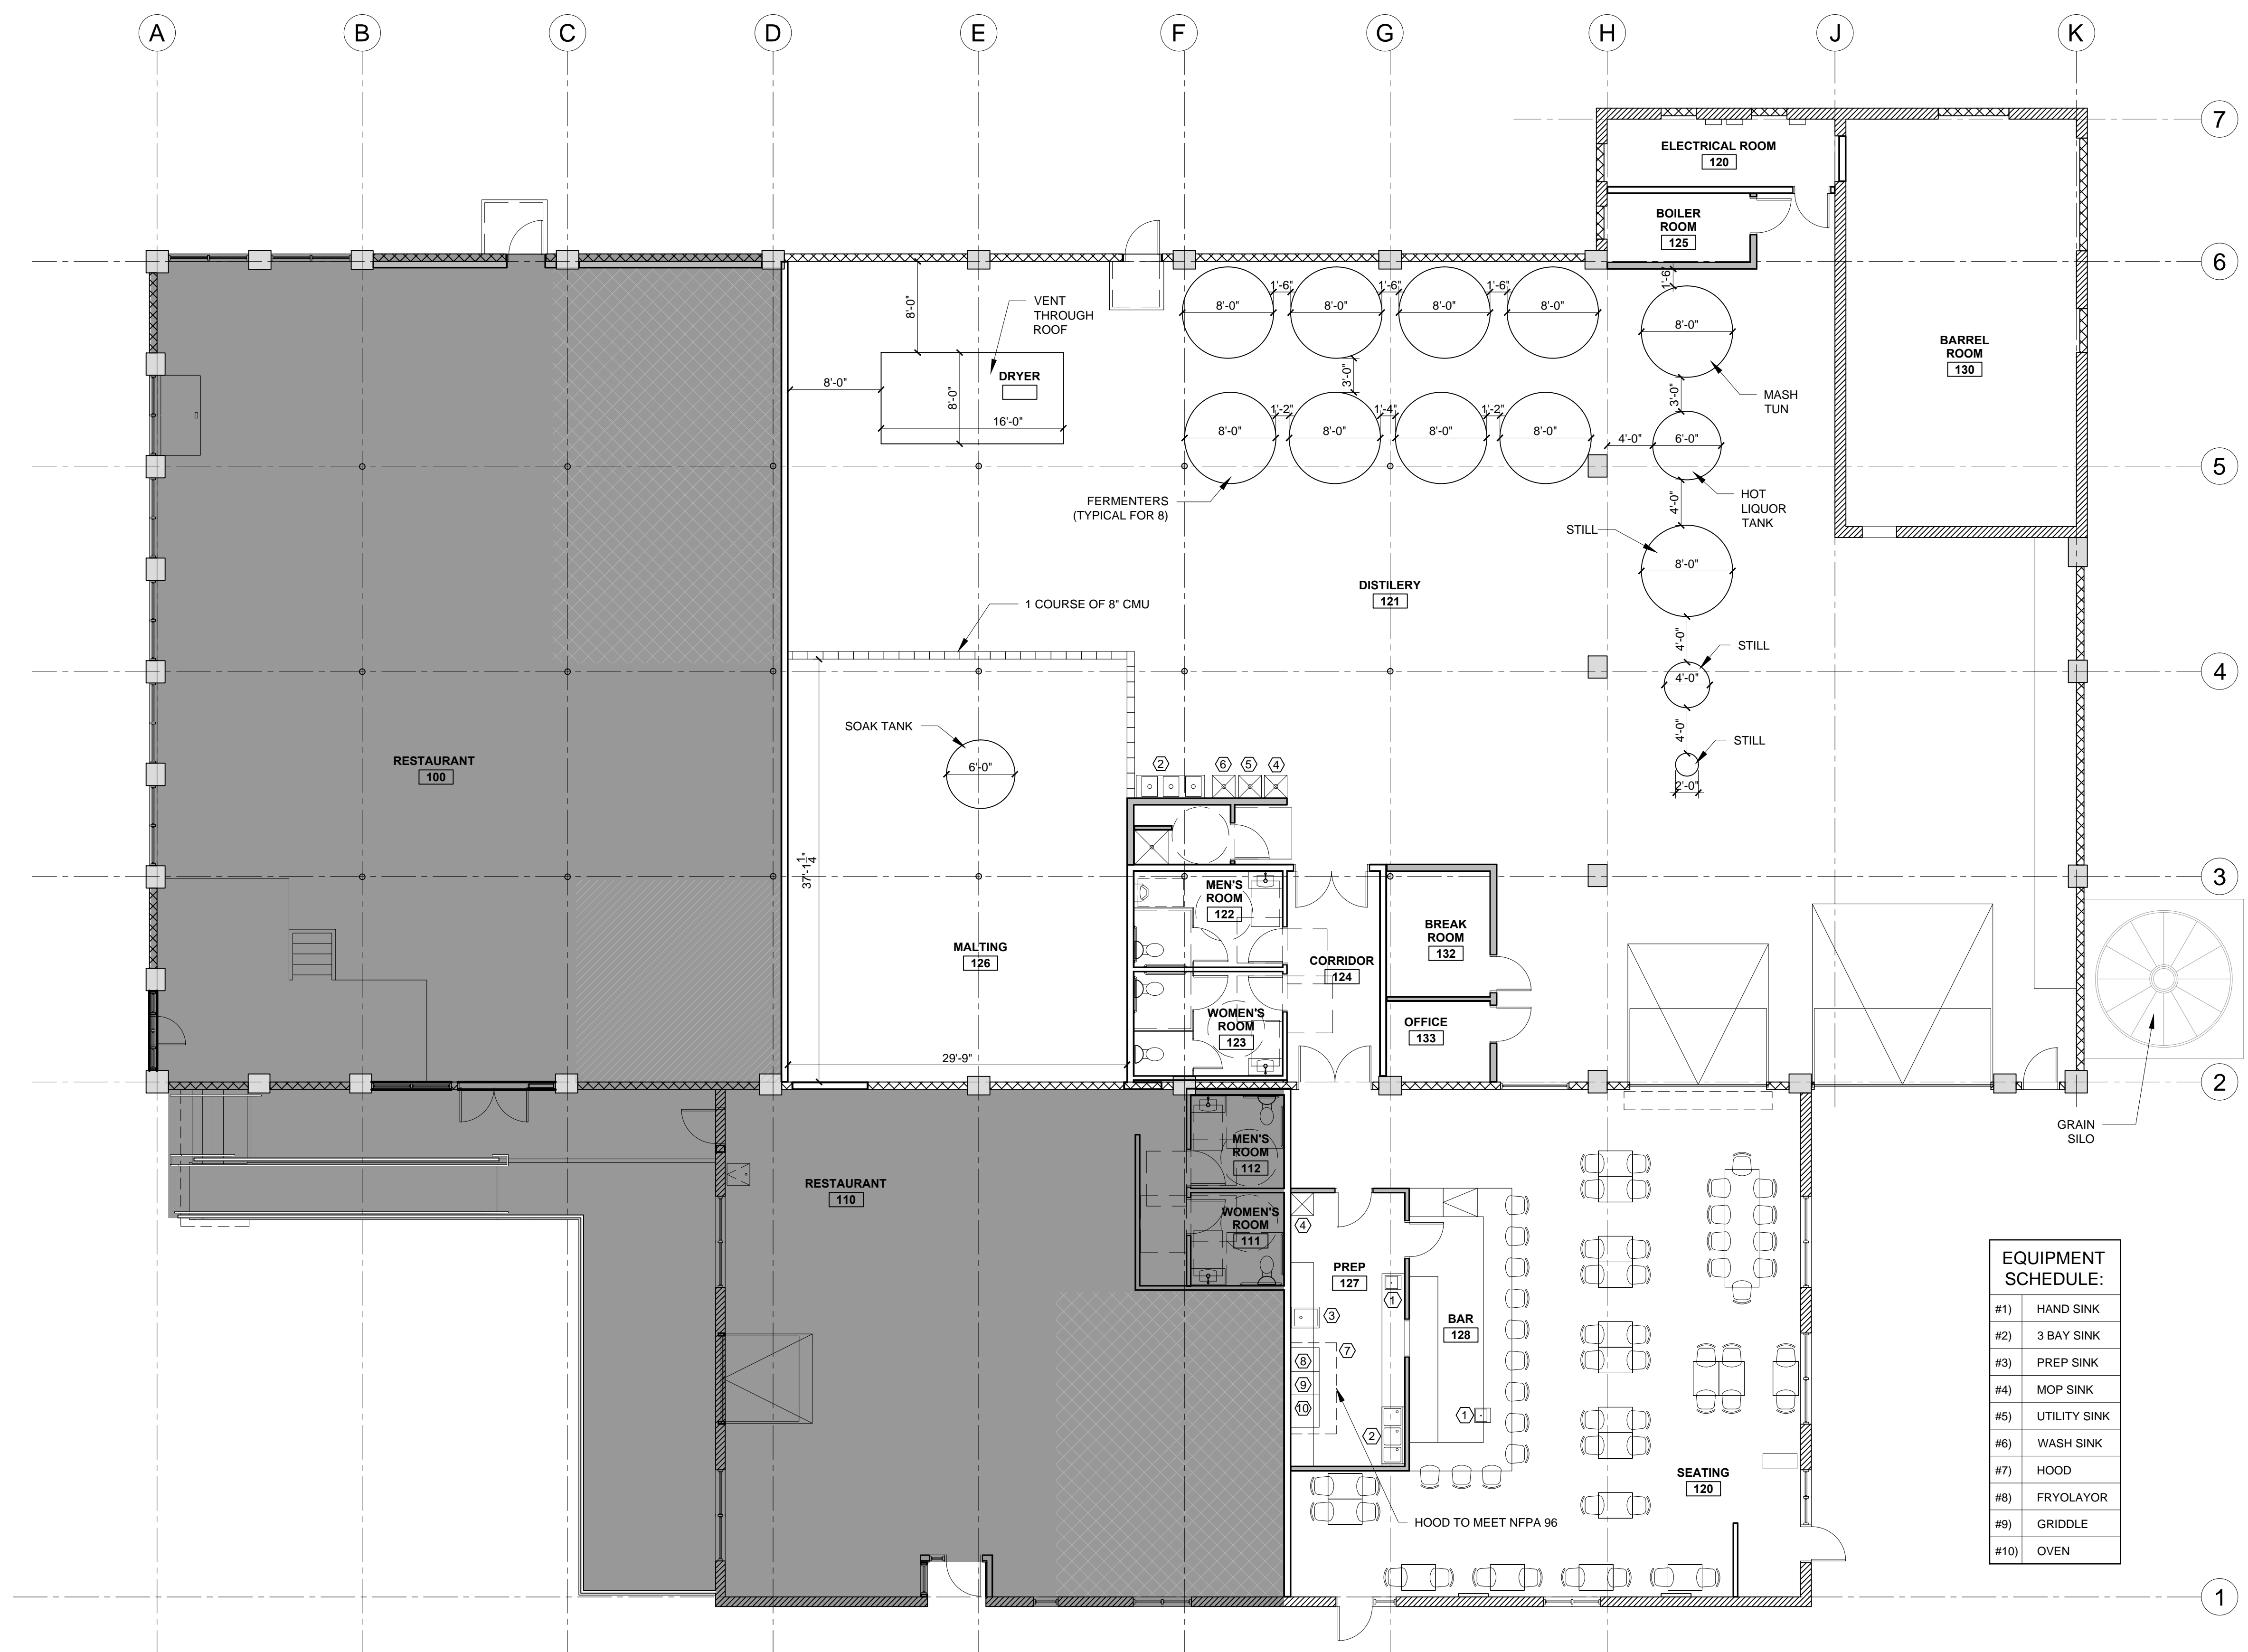 A
B
C
D
E
F
G
H
J
K
7
6
5
4
3
2
1
ELECTRICAL ROOM
120
BOILER
ROOM
125
BARREL
ROOM
130
VENT
THROUGH
ROOF
DRYER
8'-0"
8'-0"
8'-0"
16'-0"
8'-0"
1'-6"
8'-0"
1'-6"
8'-0"
1'-6"
8'-0"
3'-0"
8'-0"
1'-2"
8'-0"
1'-4"
8'-0"
1'-2"
8'-0"
FERMENTERS
(TYPICAL FOR 8)
1'-6"
8'-0"
MASH
TUN
3'-0"
4'-0"
6'-0"
HOT
LIQUOR
TANK
4'-0"
STILL
8'-0"
4'-0"
STILL
4'-0"
4'-0"
STILL
2'-0"
DISTILERY
121
1 COURSE OF 8" CMU
SOAK TANK
6'-0"
37'-1 1/4"
29'-9"
MALTING
126
RESTAURANT
100
2
6
5
4
MEN'S
ROOM
122
WOMEN'S
ROOM
123
CORRIDOR
124
BREAK
ROOM
132
OFFICE
133
GRAIN
SILO
RESTAURANT
110
MEN'S
ROOM
112
WOMEN'S
ROOM
111
4
PREP
127
1
3
7
8
9
10
2
BAR
128
1
SEATING
120
HOOD TO MEET NFPA 96
EQUIPMENT
SCHEDULE:
#1) HAND SINK
#2) 3 BAY SINK
#3) PREP SINK
#4) MOP SINK
#5) UTILITY SINK
#6) WASH SINK
#7) HOOD
#8) FRYOLAYOR
#9) GRIDDLE
#10) OVEN